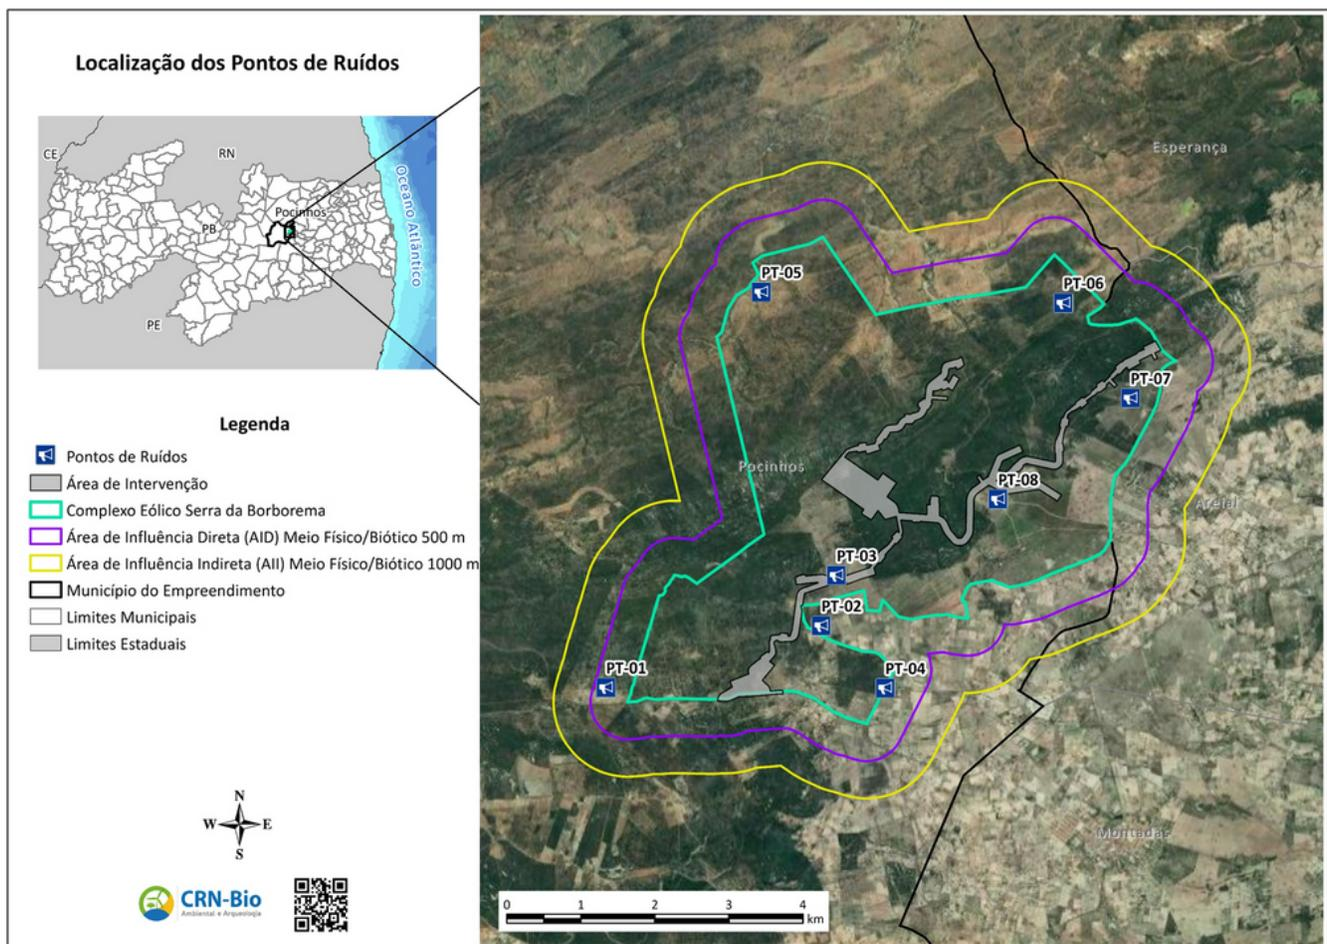 Localização dos Pontos de Ruídos
CE
RN
PB
PE
Pocinhos
Oceano Atlântico
Legenda
Pontos de Ruídos
Área de Intervenção
Complexo Eólico Serra da Borborema
Área de Influência Direta (AID) Meio Físico/Biótico 500 m
Área de Influência Indireta (AII) Meio Físico/Biótico 1000 m
Município do Empreendimento
Limites Municipais
Limites Estaduais
N
W
E
S
CRN-Bio
Ambiental e Arqueologia
Esperança
PT-05
PT-06
PT-07
Pocinhos
PT-08
Areial
PT-03
PT-02
PT-01
PT-04
Montadas
0 1 2 3 4
km